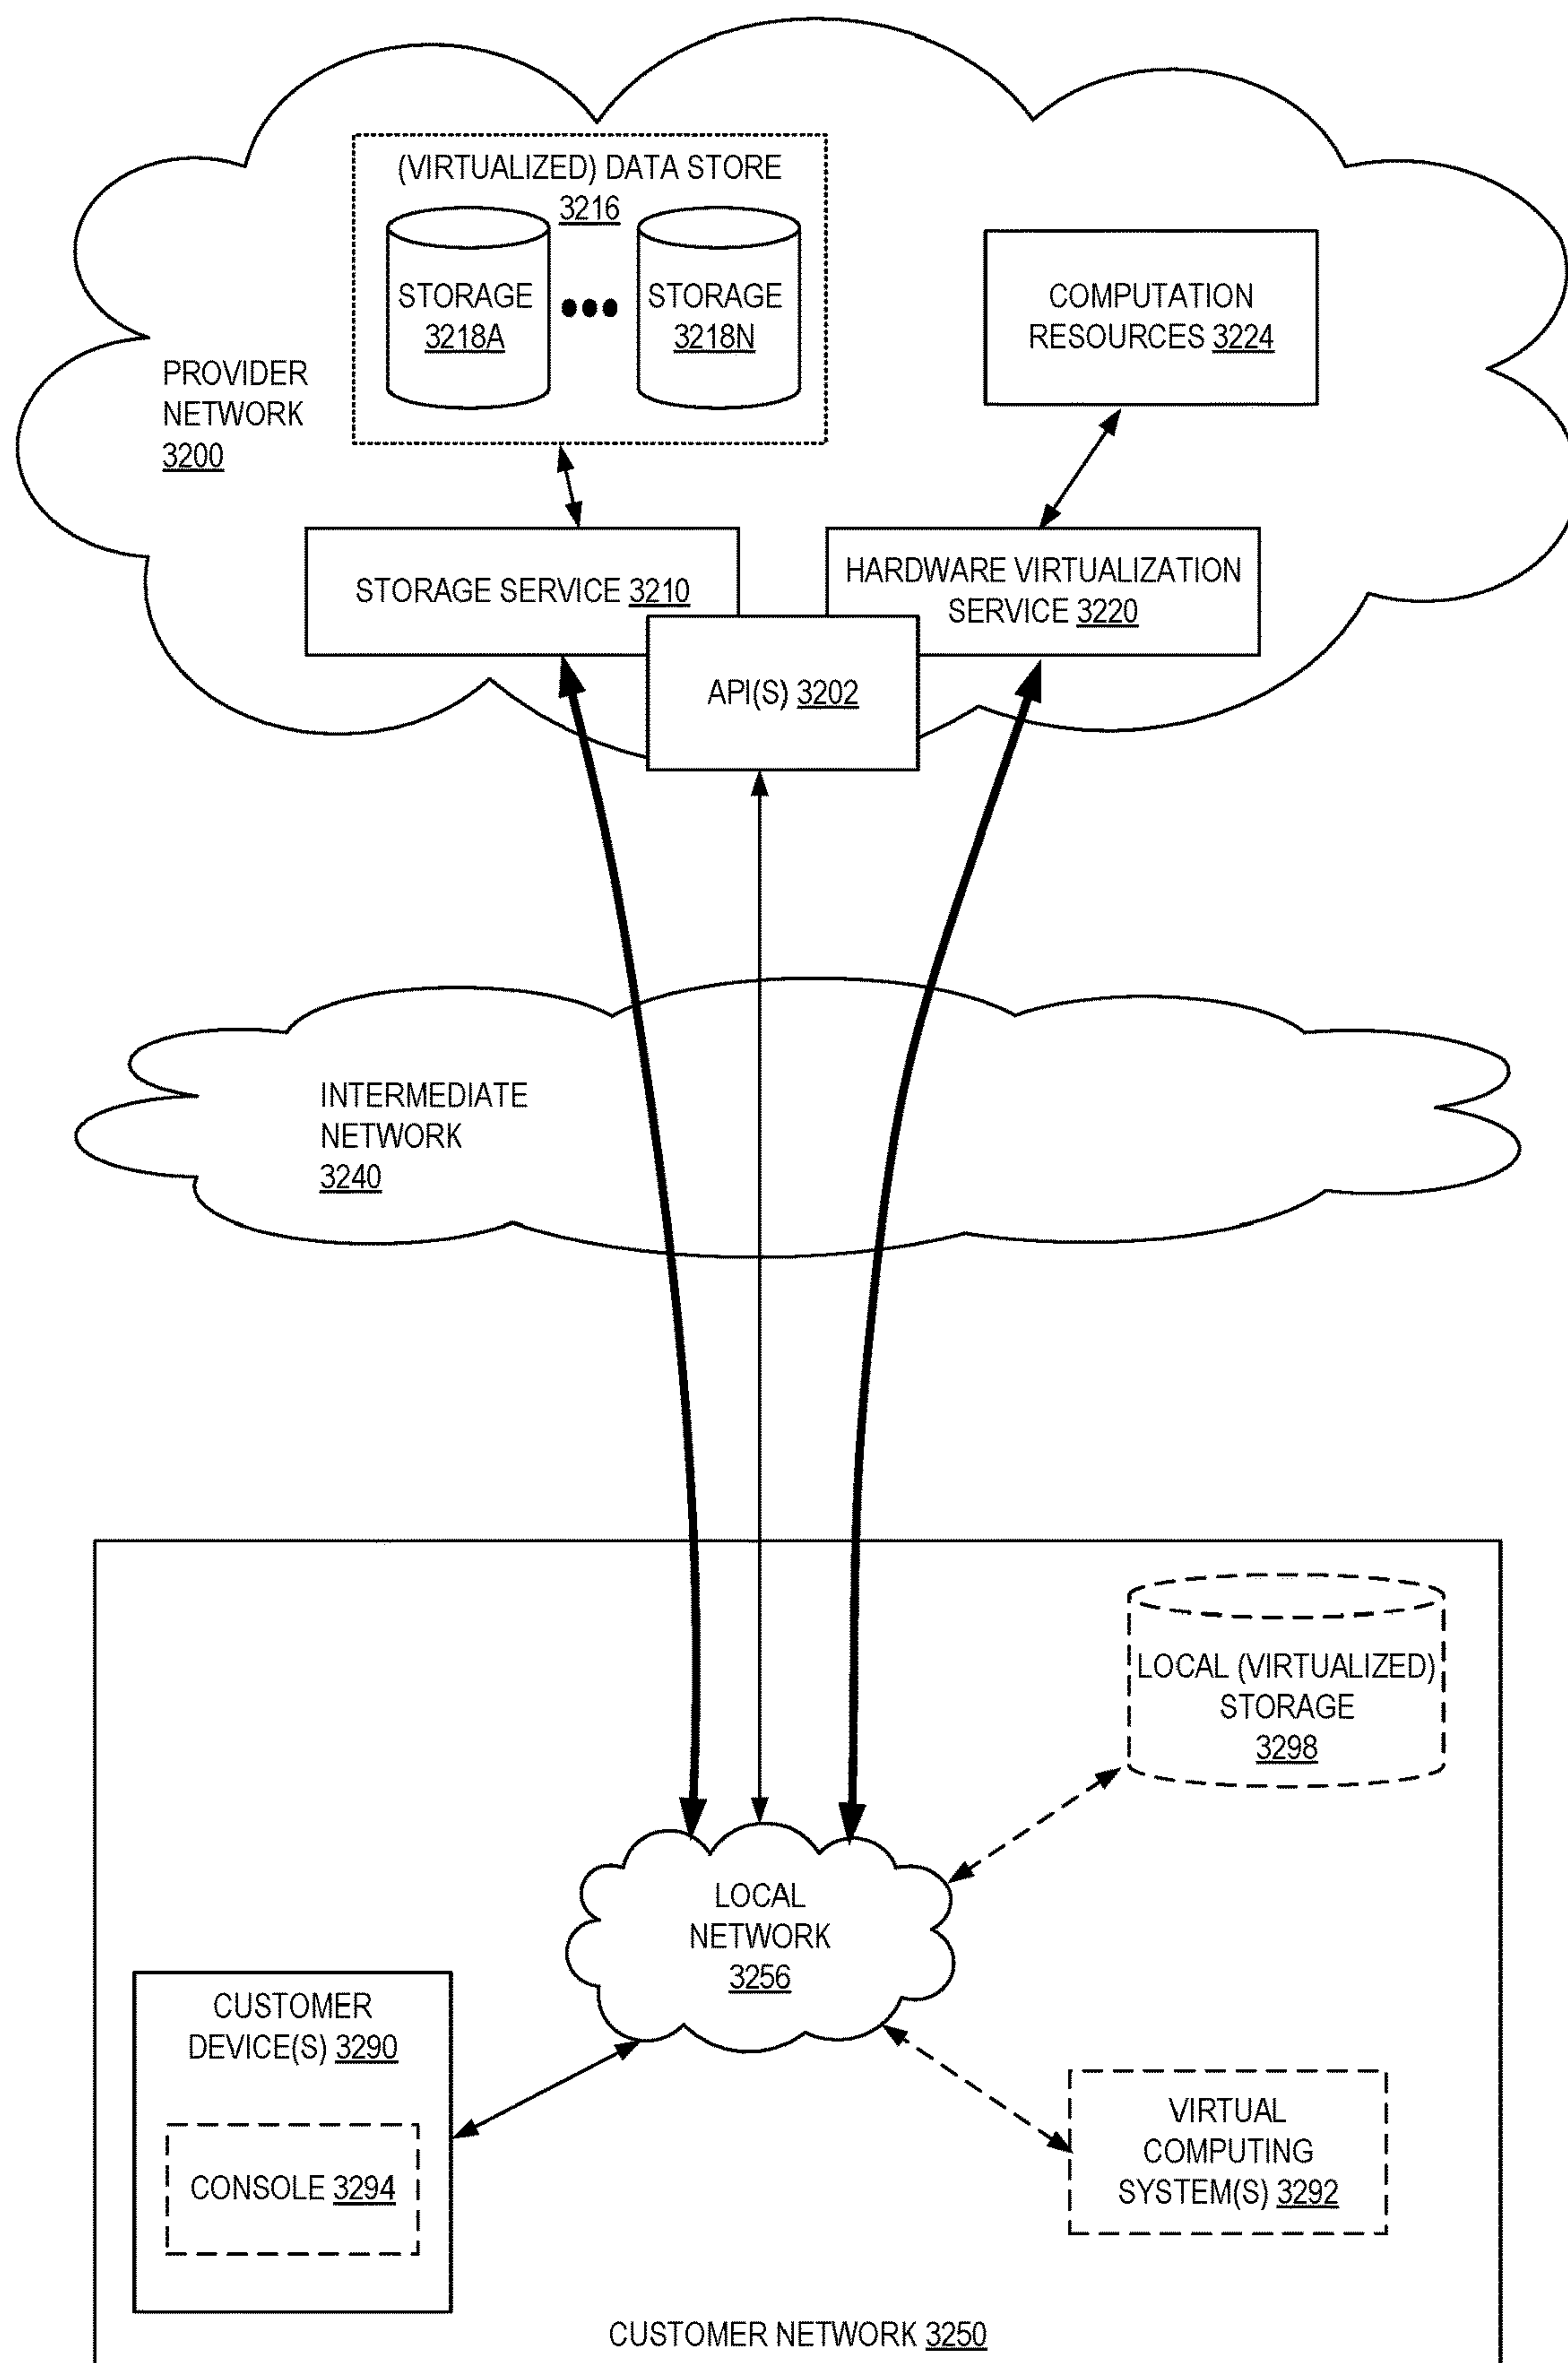 (VIRTUALIZED) DATA STORE
3216
STORAGE
3218A
STORAGE
3218N
COMPUTATION
RESOURCES 3224
PROVIDER
NETWORK
3200
STORAGE SERVICE 3210
HARDWARE VIRTUALIZATION
SERVICE 3220
API(S) 3202
INTERMEDIATE
NETWORK
3240
LOCAL (VIRTUALIZED)
STORAGE
3298
LOCAL
NETWORK
3256
CUSTOMER
DEVICE(S) 3290
CONSOLE 3294
VIRTUAL
COMPUTING
SYSTEM(S) 3292
CUSTOMER NETWORK 3250